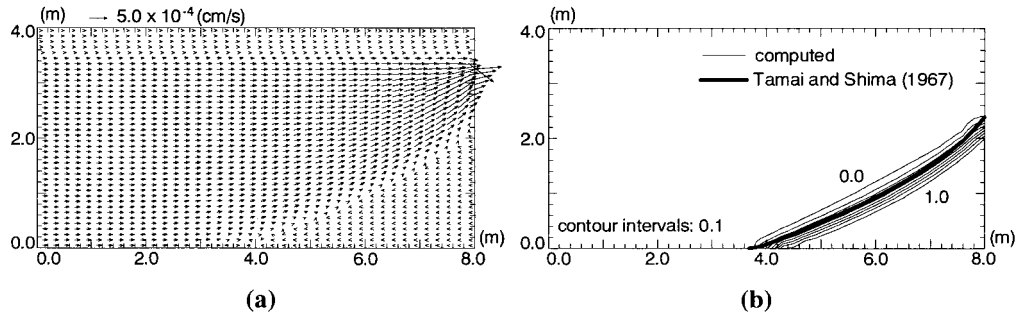 (m) 5.0 x 10⁻⁴ (cm/s)
4.0
2.0
0.0
0.0 2.0 4.0 6.0 8.0
(m)
(a)
(m)
4.0
computed
Tamai and Shima (1967)
2.0
0.0
1.0
contour intervals: 0.1
0.0
(m)
0.0 2.0 4.0 6.0 8.0
(b)